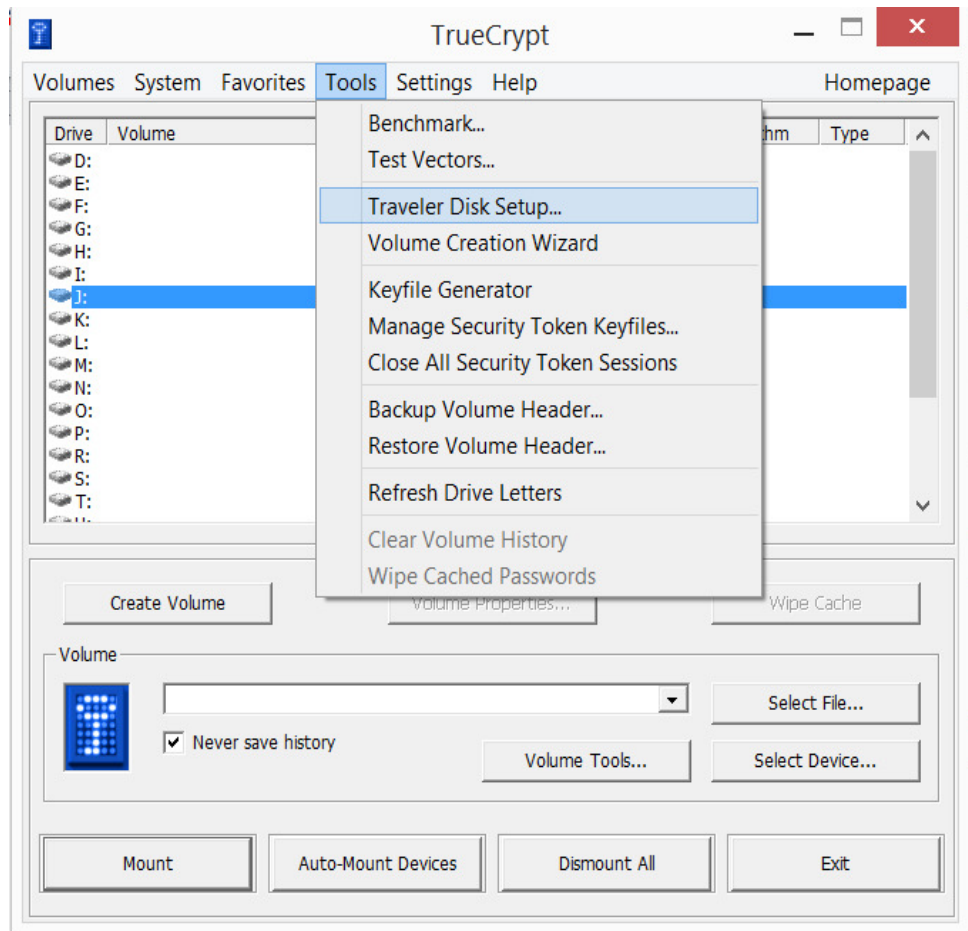 TrueCrypt
Volumes System Favorites Tools Settings Help Homepage
Drive Volume thm Type
D:
E:
F:
G:
H:
I:
J:
K:
L:
M:
N:
O:
P:
R:
S:
T:
Benchmark...
Test Vectors...
Traveler Disk Setup...
Volume Creation Wizard
Keyfile Generator
Manage Security Token Keyfiles...
Close All Security Token Sessions
Backup Volume Header...
Restore Volume Header...
Refresh Drive Letters
Clear Volume History
Wipe Cached Passwords
Create Volume Volume Properties... Wipe Cache
Volume
Select File...
Never save history
Volume Tools... Select Device...
Mount Auto-Mount Devices Dismount All Exit